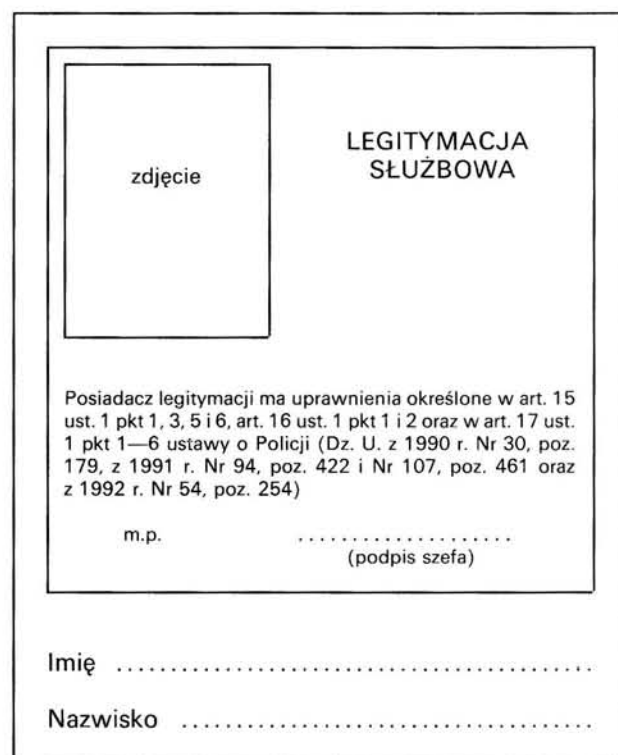 zdjęcie
LEGITYMACJA
SŁUŻBOWA
Posiadacz legitymacji ma uprawnienia określone w art. 15
ust. 1 pkt 1, 3, 5 i 6, art. 16 ust. 1 pkt 1 i 2 oraz w art. 17 ust.
1 pkt 1—6 ustawy o Policji (Dz. U. z 1990 r. Nr 30, poz.
179, z 1991 r. Nr 94, poz. 422 i Nr 107, poz. 461 oraz
z 1992 r. Nr 54, poz. 254)
m.p. ....................
(podpis szefa)
Imię .............................................
Nazwisko .......................................